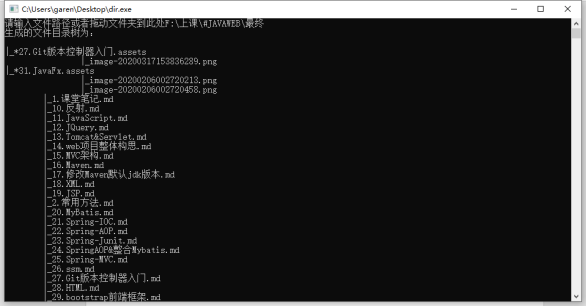 C:\Users\garen\Desktop\dir.exe
请输入文件路径或者拖动文件夹到此处F:\上课\#JAVAWEB\最终
生成的文件目录树为：
|_*27.Git版本控制器入门.assets
|_image-20200317153836289.png
|_*31.JavaFx.assets
|_image-20200206002720213.png
|_image-20200206002720458.png
|_1.课堂笔记.md
|_10.反射.md
|_11.JavaScript.md
|_12.JQuery.md
|_13.Tomcat&Servlet.md
|_14.web项目整体构思.md
|_15.MVC架构.md
|_16.Maven.md
|_17.修改Maven默认jdk版本.md
|_18.XML.md
|_19.JSP.md
|_2.常用方法.md
|_20.MyBatis.md
|_21.Spring-IOC.md
|_22.Spring-AOP.md
|_23.Spring-Junit.md
|_24.SpringAOP&整合Mybatis.md
|_25.Spring-MVC.md
|_26.ssm.md
|_27.Git版本控制器入门.md
|_28.HTML.md
|_29.bootstrap前端框架.md